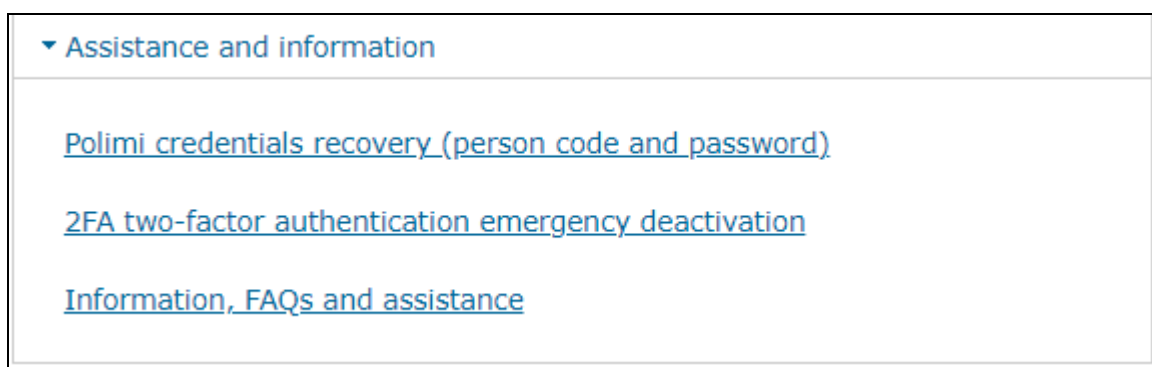 Assistance and information
Polimi credentials recovery (person code and password)
2FA two-factor authentication emergency deactivation
Information, FAQs and assistance